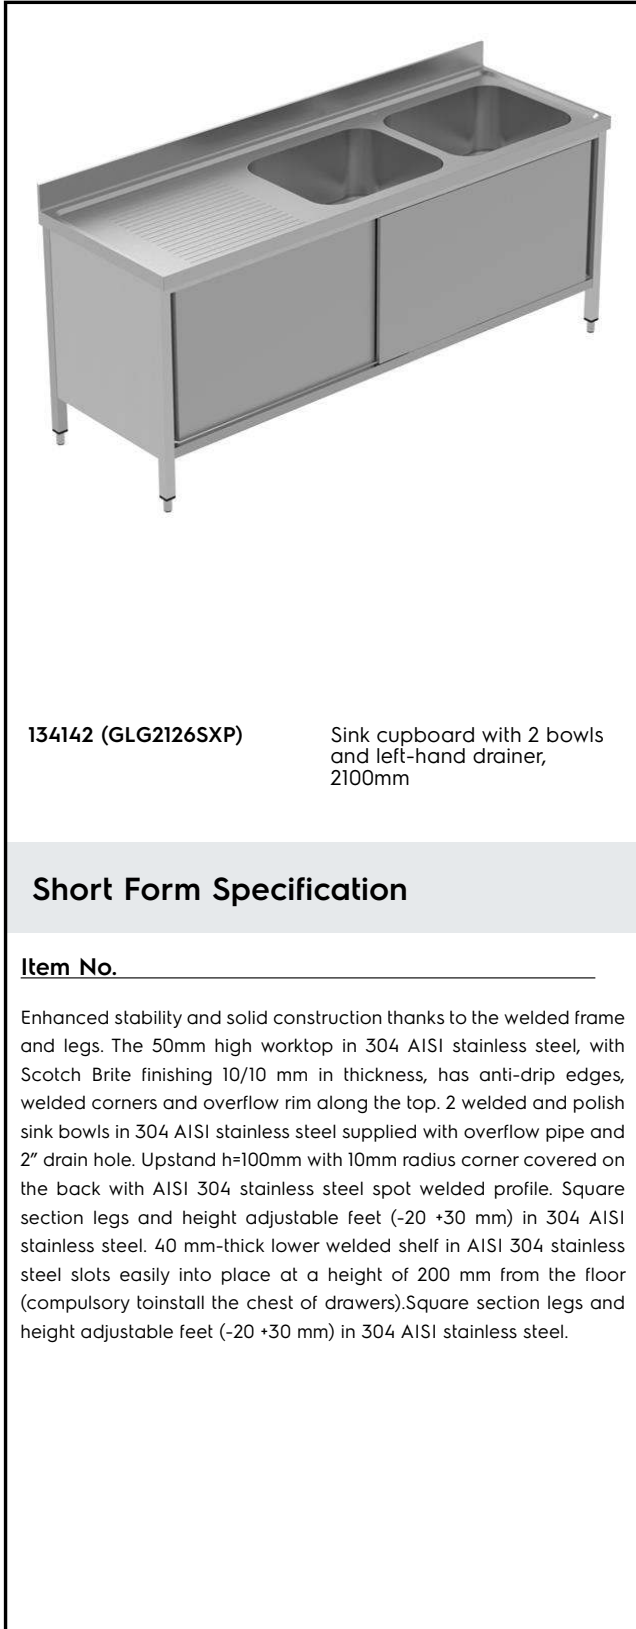 134142 (GLG2126SXP)
Sink cupboard with 2 bowls
and left-hand drainer,
2100mm
Short Form Specification
Item No.
Enhanced stability and solid construction thanks to the welded frame
and legs. The 50mm high worktop in 304 AISI stainless steel, with
Scotch Brite finishing 10/10 mm in thickness, has anti-drip edges,
welded corners and overflow rim along the top. 2 welded and polish
sink bowls in 304 AISI stainless steel supplied with overflow pipe and
2” drain hole. Upstand h=100mm with 10mm radius corner covered on
the back with AISI 304 stainless steel spot welded profile. Square
section legs and height adjustable feet (-20 +30 mm) in 304 AISI
stainless steel. 40 mm-thick lower welded shelf in AISI 304 stainless
steel slots easily into place at a height of 200 mm from the floor
(compulsory toinstall the chest of drawers).Square section legs and
height adjustable feet (-20 +30 mm) in 304 AISI stainless steel.